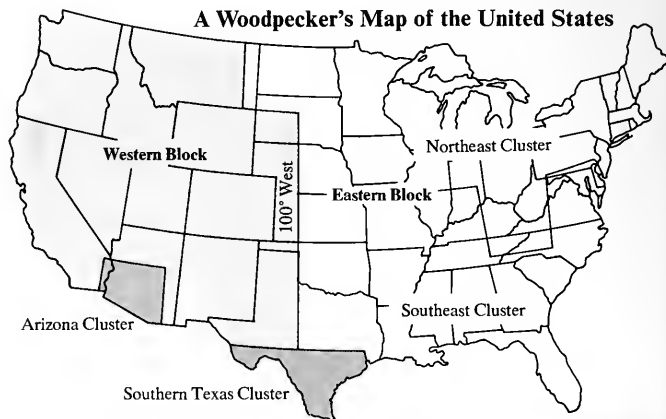 A Woodpecker's Map of the United States
Northeast Cluster
Western Block
100° West
Eastern Block
Southeast Cluster
Arizona Cluster
Southern Texas Cluster